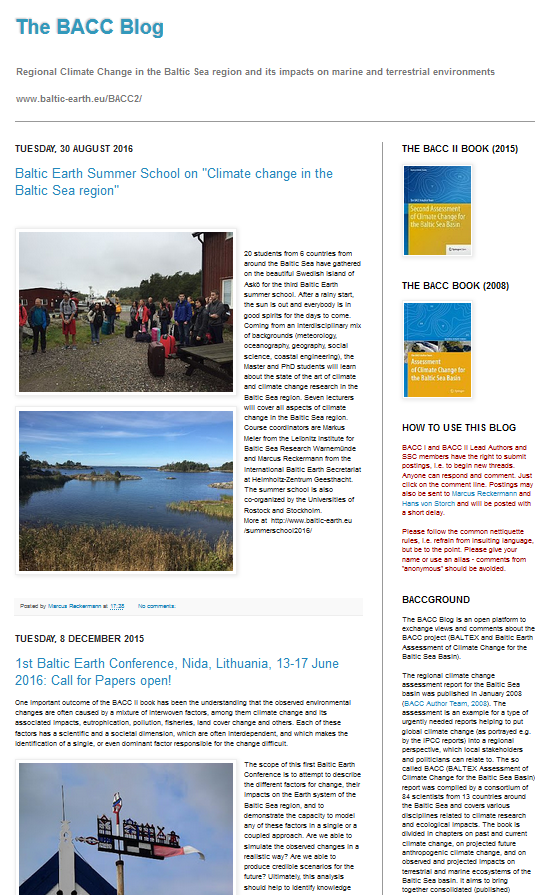 The BACC Blog
Regional Climate Change in the Baltic Sea region and its impacts on marine and terrestrial environments
www.baltic-earth.eu/BACC2/
TUESDAY, 30 AUGUST 2016
Baltic Earth Summer School on "Climate change in the
Baltic Sea region"
20 students from 6 countries from
around the Baltic Sea have gathered
on the beautiful Swedish island of
Askö for the third Baltic Earth
summer school. After a rainy start,
the sun is out and everybody is in
good spirits for the days to come.
Coming from an interdisciplinary mix
of backgrounds (meteorology,
oceanography, geography, social
science, coastal engineering), the
Master and PhD students will learn
about the state of the art of climate
and climate change research in the
Baltic Sea region. Seven lecturers
will cover all aspects of climate
change in the Baltic Sea region.
Course coordinators are Markus
Meier from the Leibnitz Institute for
Baltic Sea Research Warnemünde
and Marcus Reckermann from the
International Baltic Earth Secretariat
at Helmholtz-Zentrum Geesthacht.
The summer school is also
co-organized by the Universities of
Rostock and Stockholm.
More at http://www.baltic-earth.eu
/summerschool2016/
Posted by Marcus Reckermann at 17:35 No comments:
TUESDAY, 8 DECEMBER 2015
1st Baltic Earth Conference, Nida, Lithuania, 13-17 June
2016: Call for Papers open!
One important outcome of the BACC II book has been the understanding that the observed environmental
changes are often caused by a mixture of interwoven factors, among them climate change and its
associated impacts, eutrophication, pollution, fisheries, land cover change and others. Each of these
factors has a scientific and a societal dimension, which are often interdependent, and which makes the
identification of a single, or even dominant factor responsible for the change difficult.
The scope of this first Baltic Earth
Conference is to attempt to describe
the different factors for change, their
impacts on the Earth system of the
Baltic Sea region, and to
demonstrate the capacity to model
any of these factors in a single or a
coupled approach. Are we able to
simulate the observed changes in a
realistic way? Are we able to
produce credible scenarios for the
future? Ultimately, this analysis
should help to identify knowledge
THE BACC II BOOK (2015)
Second Assessment
of Climate Change for
the Baltic Sea Basin
THE BACC BOOK (2008)
Assessment
of Climate Change for
the Baltic Sea Basin
HOW TO USE THIS BLOG
BACC I and BACC II Lead Authors and
SSC members have the right to submit
postings, i.e. to begin new threads.
Anyone can respond and comment. Just
click on the comment line. Postings may
also be sent to Marcus Reckermann and
Hans von Storch and will be posted with
a short delay.
Please follow the common nettiquette
rules, i.e. refrain from insulting language,
but be to the point. Please give your
name or use an alias - comments from
"anonymous" should be avoided.
BACCGROUND
The BACC Blog is an open platform to
exchange views and comments about the
BACC project (BALTEX and Baltic Earth
Assessment of Climate Change for the
Baltic Sea Basin).
The regional climate change
assessment report for the Baltic Sea
basin was published in January 2008
(BACC Author Team, 2008). The
assessment is an example for a type of
urgently needed reports helping to put
global climate change (as portrayed e.g.
by the IPCC reports) into a regional
perspective, which local stakeholders
and politicians can relate to. The so
called BACC (BALTEX Assessment of
Climate Change for the Baltic Sea Basin)
report was compiled by a consortium of
84 scientists from 13 countries around
the Baltic Sea and covers various
disciplines related to climate research
and ecological impacts. The book is
divided in chapters on past and current
climate change, on projected future
anthropogenic climate change, and on
observed and projected impacts on
terrestrial and marine ecosystems of the
Baltic Sea basin. It aims to bring
together consolidated (published)